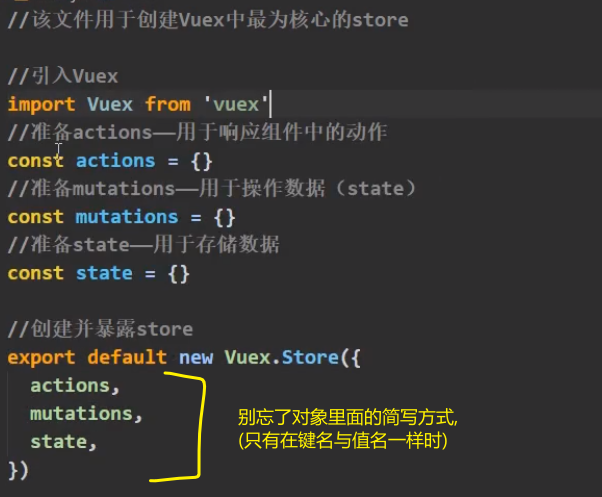 //该文件用于创建Vuex中最为核心的store
//引入Vuex
import Vuex from 'vuex'
//准备actions——用于响应组件中的动作
const actions = {}
//准备mutations——用于操作数据（state）
const mutations = {}
//准备state——用于存储数据
const state = {}
//创建并暴露store
export default new Vuex.Store({
actions,
mutations,
state,
})
别忘了对象里面的简写方式,
(只有在键名与值名一样时)